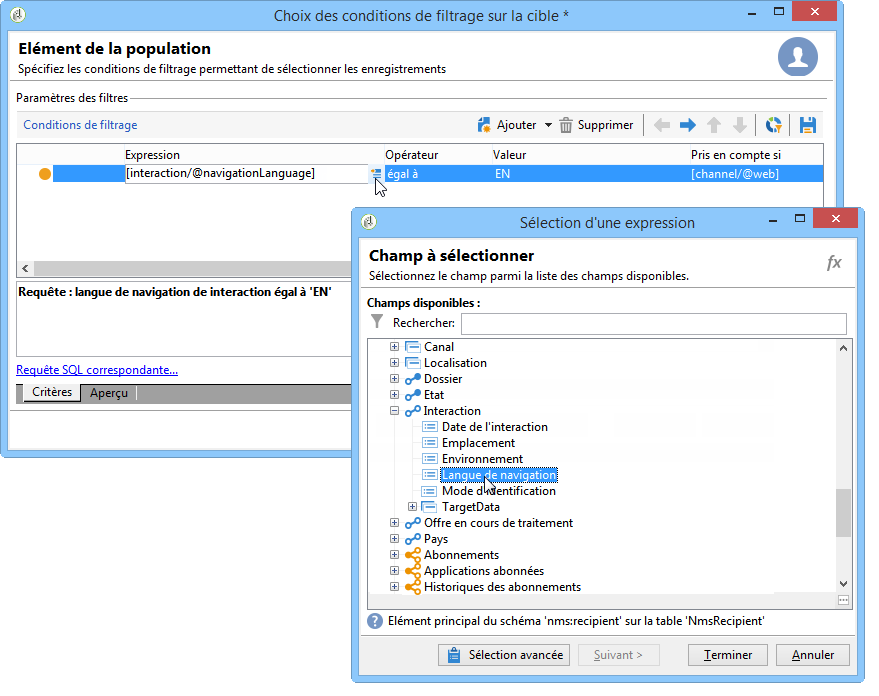 Choix des conditions de filtrage sur la cible *
Elément de la population
Spécifiez les conditions de filtrage permettant de sélectionner les enregistrements
Paramètres des filtres
Conditions de filtrage Ajouter Supprimer
Expression Opérateur Valeur Pris en compte si
[interaction/@navigationLanguage] égal à EN [channel/@web]
Requête : langue de navigation de interaction égal à 'EN'
Requête SQL correspondante...
Critères Aperçu
Sélection d'une expression
Champ à sélectionner
Sélectionnez le champ parmi la liste des champs disponibles.
fx
Champs disponibles :
Rechercher:
Canal
Localisation
Dossier
Etat
Interaction
Date de l'interaction
Emplacement
Environnement
Langue de navigation
Mode d'identification
TargetData
Offre en cours de traitement
Pays
Abonnements
Applications abonnées
Historiques des abonnements
Elément principal du schéma 'nms:recipient' sur la table 'NmsRecipient'
Sélection avancée Suivant > Terminer Annuler